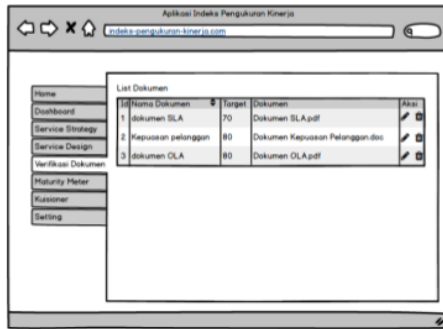 Aplikasi Indeks Pengukuran Kinerja
indeks-pengukuran-kinerja.com
Home
Dashboard
Service Strategy
Service Design
Verifikasi Dokumen
Maturity Meter
Kuisioner
Setting
List Dokumen
Id Nama Dokumen Target Dokumen Aksi
1 dokumen SLA 70 Dokumen SLA.pdf
2 Kepuasan pelanggan 80 Dokumen Kepuasan Pelanggan.doc
3 dokumen OLA 80 Dokumen OLA.pdf